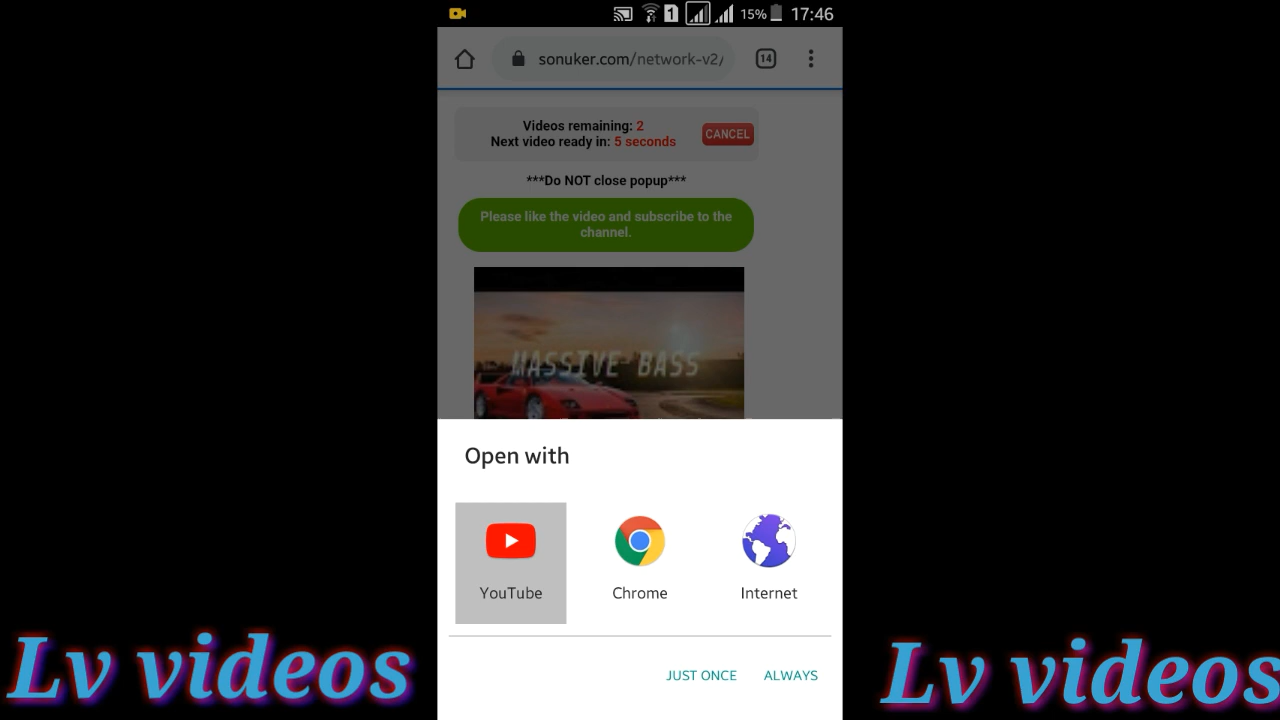 1 15% 17:46
sonuker.com/network-v2/ 14
Videos remaining: 2
Next video ready in: 5 seconds
CANCEL
***Do NOT close popup***
Please like the video and subscribe to the
channel.
MASSIVE BASS
Open with
YouTube Chrome Internet
JUST ONCE ALWAYS
Lv videos Lv videos